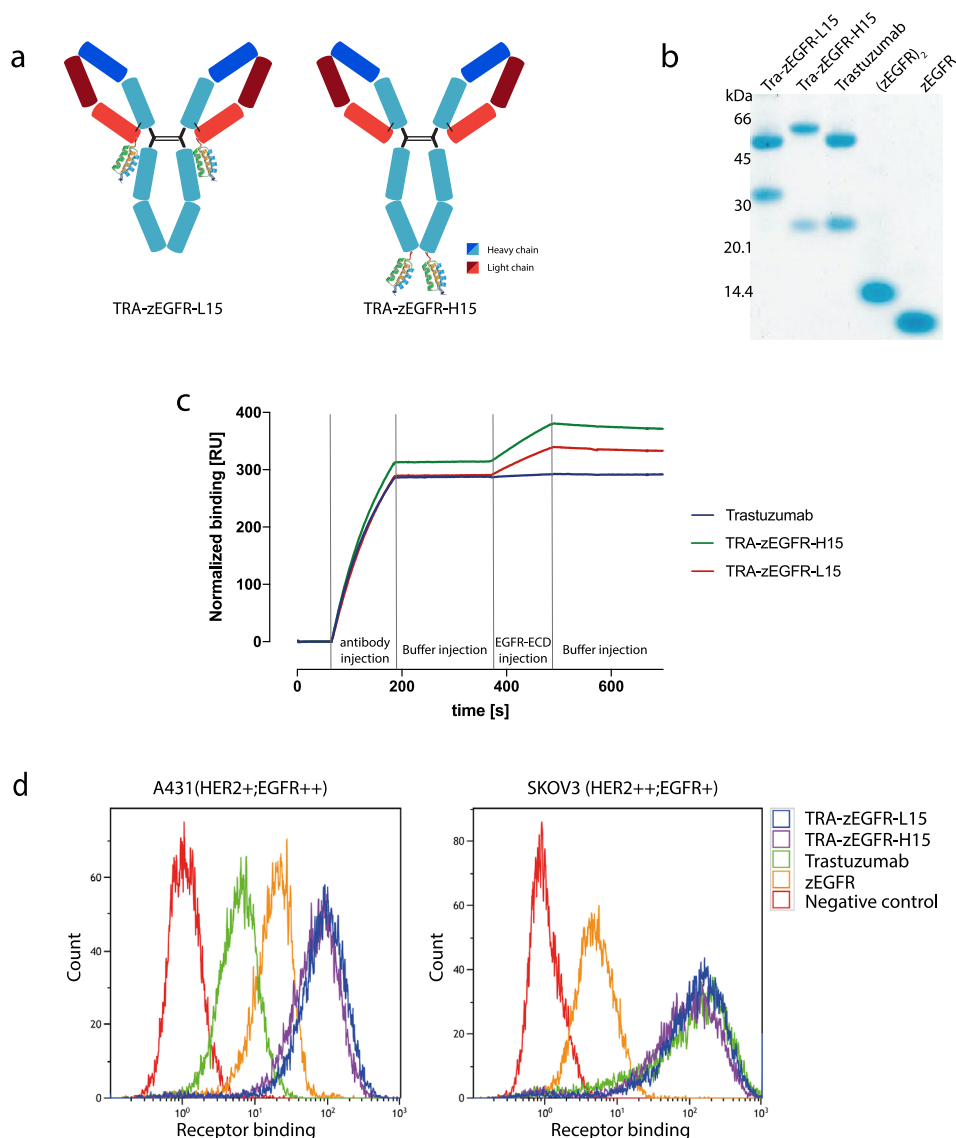 a
Heavy chain
Light chain
TRA-zEGFR-L15
TRA-zEGFR-H15
b
Tra-zEGFR-L15
Tra-zEGFR-H15
Trastuzumab
(zEGFR)2
zEGFR
kDa
66
45
30
20.1
14.4
c
Normalized binding [RU]
400
300
200
100
0
antibody
injection
Buffer injection
EGFR-ECD
injection
Buffer injection
0
200
400
600
time [s]
Trastuzumab
TRA-zEGFR-H15
TRA-zEGFR-L15
d
A431(HER2+;EGFR++)
Count
60
40
20
0
10^0
10^1
10^2
10^3
Receptor binding
SKOV3 (HER2++;EGFR+)
Count
80
60
40
20
0
10^0
10^1
10^2
10^3
Receptor binding
TRA-zEGFR-L15
TRA-zEGFR-H15
Trastuzumab
zEGFR
Negative control